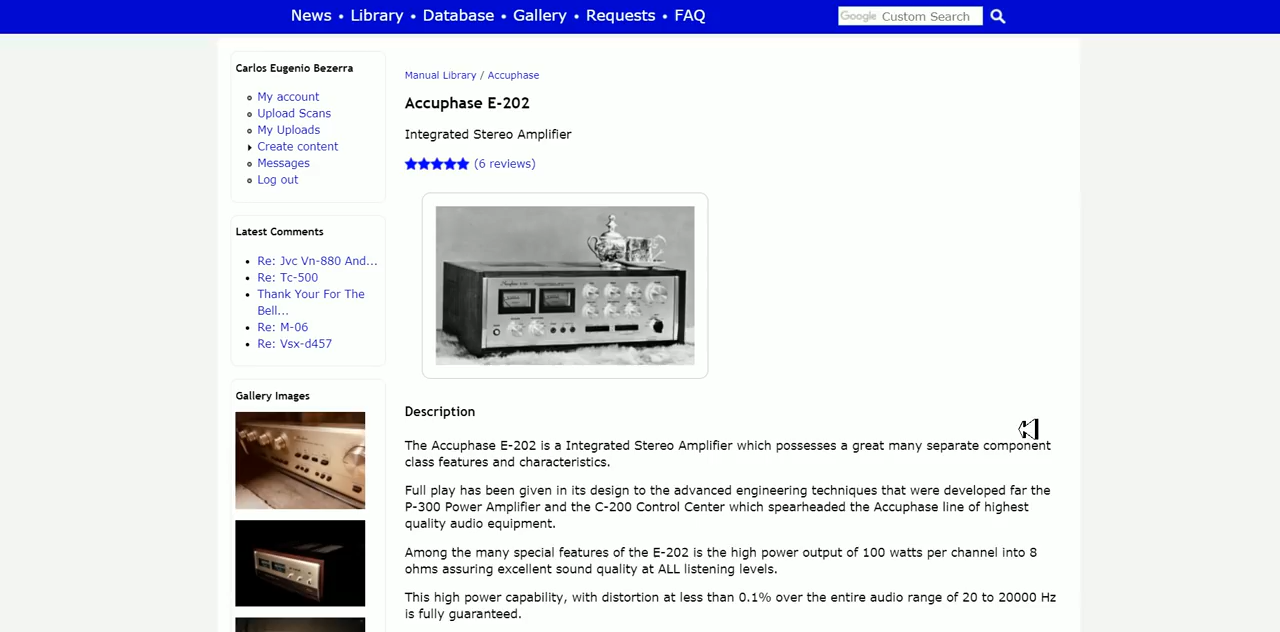 News • Library • Database • Gallery • Requests • FAQ
Google Custom Search
Carlos Eugenio Bezerra
My account
Upload Scans
My Uploads
Create content
Messages
Log out
Latest Comments
Re: Jvc Vn-880 And...
Re: Tc-500
Thank Your For The
Bell...
Re: M-06
Re: Vsx-d457
Gallery Images
Manual Library / Accuphase
Accuphase E-202
Integrated Stereo Amplifier
(6 reviews)
Description
The Accuphase E-202 is a Integrated Stereo Amplifier which possesses a great many separate component
class features and characteristics.
Full play has been given in its design to the advanced engineering techniques that were developed far the
P-300 Power Amplifier and the C-200 Control Center which spearheaded the Accuphase line of highest
quality audio equipment.
Among the many special features of the E-202 is the high power output of 100 watts per channel into 8
ohms assuring excellent sound quality at ALL listening levels.
This high power capability, with distortion at less than 0.1% over the entire audio range of 20 to 20000 Hz
is fully guaranteed.